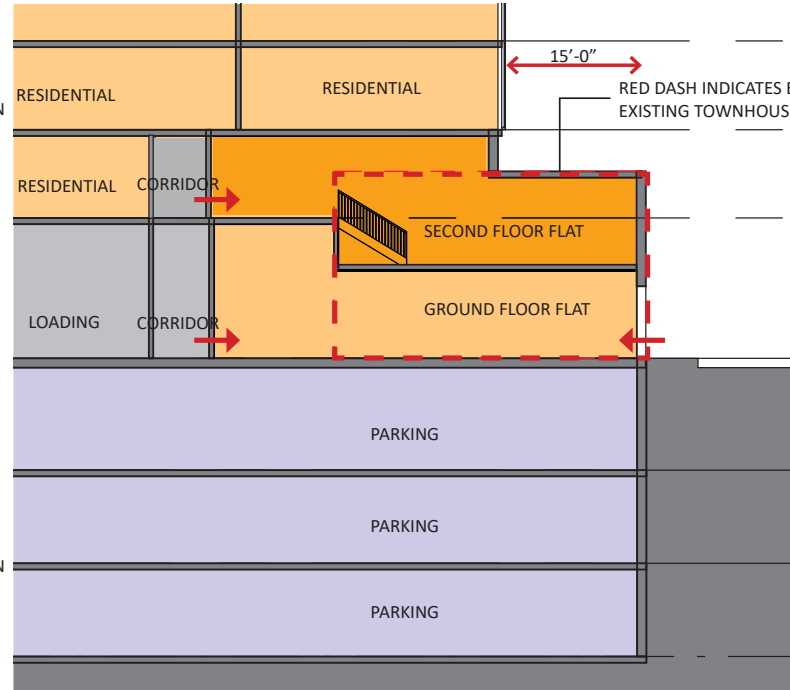 15’-0”
RESIDENTIAL
RESIDENTIAL
RED DASH INDICATES
EXISTING
RESIDENTIAL
CORRIDOR
SECOND FLOOR FLAT
LOADING
CORRIDOR
GROUND FLOOR FLAT
PARKING
PARKING
PARKING